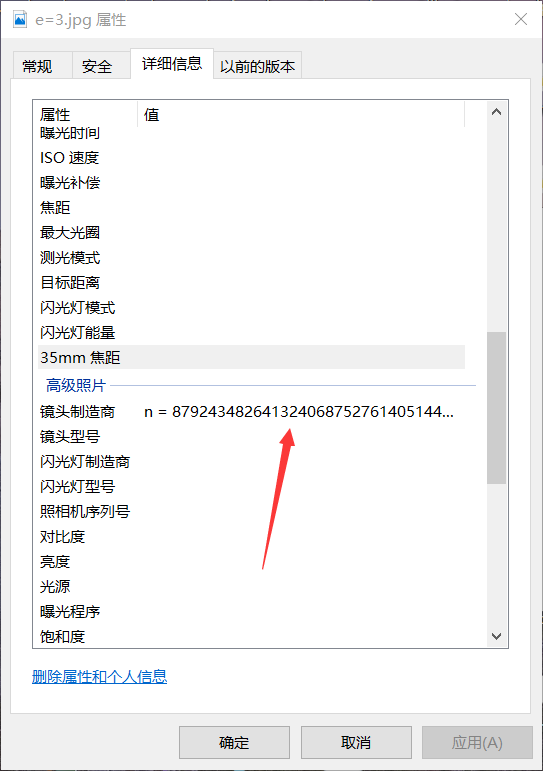 e=3.jpg 属性
常规 安全 详细信息 以前的版本
属性 值
曝光时间
ISO 速度
曝光补偿
焦距
最大光圈
测光模式
目标距离
闪光灯模式
闪光灯能量
35mm 焦距
高级照片
镜头制造商 n = 8792434826413240687527614051444...
镜头型号
闪光灯制造商
闪光灯型号
照相机序列号
对比度
亮度
光源
曝光程序
饱和度
删除属性和个人信息
确定 取消 应用(A)